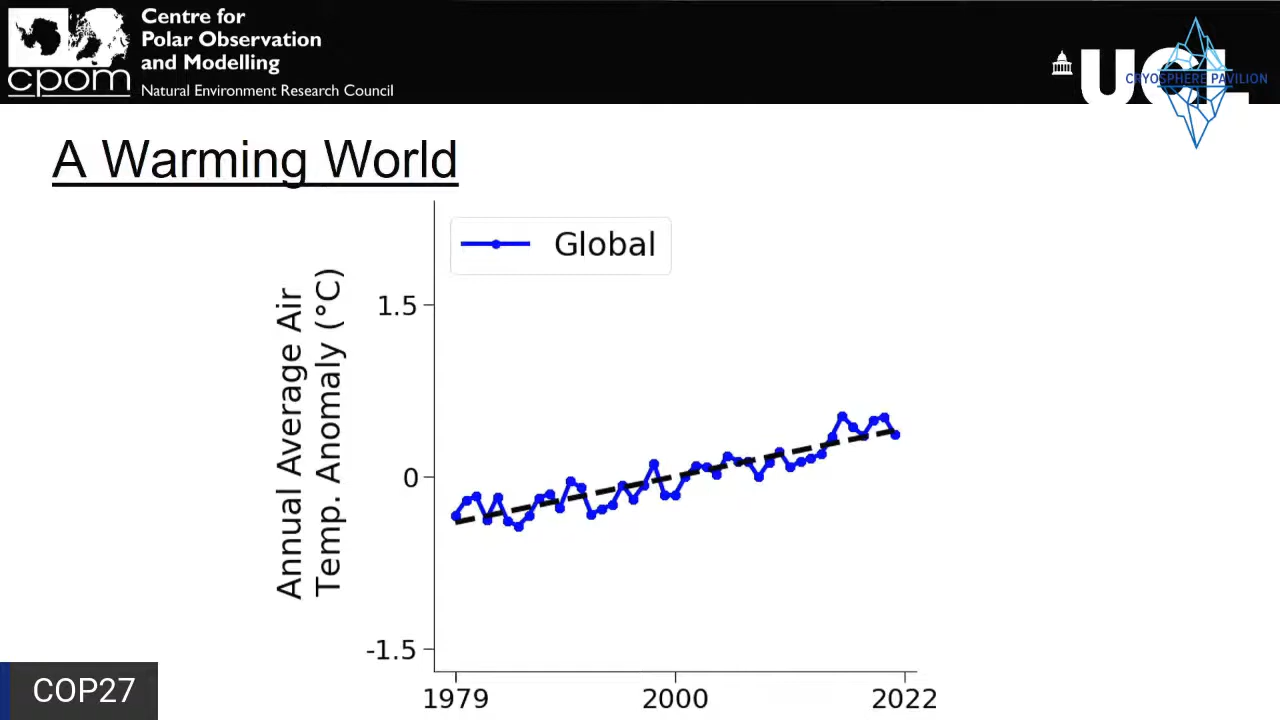 Centre for
Polar Observation
and Modelling
cpom
Natural Environment Research Council
UCL
CRYOSPHERE PAVILION
A Warming World
Global
Annual Average Air
Temp. Anomaly (°C)
1.5
0
-1.5
1979
2000
2022
COP27